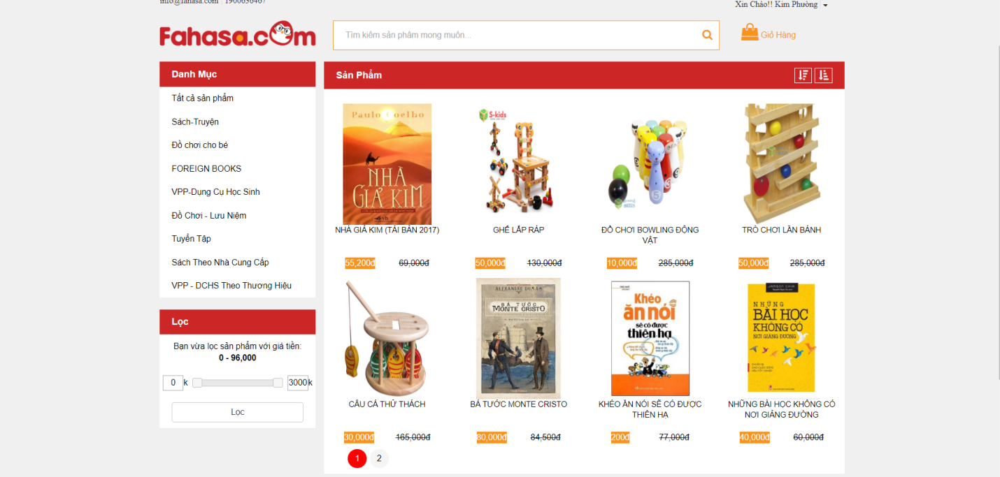 info@fahasa.com | 1900636467
Xin Chào!! Kim Phường
Fahasa.com
Tìm kiếm sản phẩm mong muốn...
Giỏ Hàng
Danh Mục
Tất cả sản phẩm
Sách-Truyện
Đồ chơi cho bé
FOREIGN BOOKS
VPP-Dụng Cụ Học Sinh
Đồ Chơi - Lưu Niệm
Tuyển Tập
Sách Theo Nhà Cung Cấp
VPP - DCHS Theo Thương Hiệu
Lọc
Bạn vừa lọc sản phẩm với giá tiền:
0 - 96,000
0 k 3000 k
Lọc
Sản Phẩm
Paulo Coelho
NHÀ
GIẢ KIM
S-kids
5
3
NHÀ GIẢ KIM (TÁI BẢN 2017)
GHẾ LẮP RÁP
ĐỒ CHƠI BOWLING ĐỘNG
VẬT
TRÒ CHƠI LĂN BÁNH
55,200đ 69,000đ
50,000đ 130,000đ
10,000đ 285,000đ
50,000đ 285,000đ
ALEXANDRE DUMAS
BÁ TƯỚC
MONTE CRISTO
Khéo
ăn nói
sẽ có được
thiên hạ
NHỮNG
BÀI HỌC
KHÔNG CÓ
NƠI GIẢNG ĐƯỜNG
CÂU CÁ THỬ THÁCH
BÁ TƯỚC MONTE CRISTO
KHÉO ĂN NÓI SẼ CÓ ĐƯỢC
THIÊN HẠ
NHỮNG BÀI HỌC KHÔNG CÓ
NƠI GIẢNG ĐƯỜNG
30,000đ 165,000đ
80,000đ 84,500đ
200đ 77,000đ
40,000đ 60,000đ
1 2